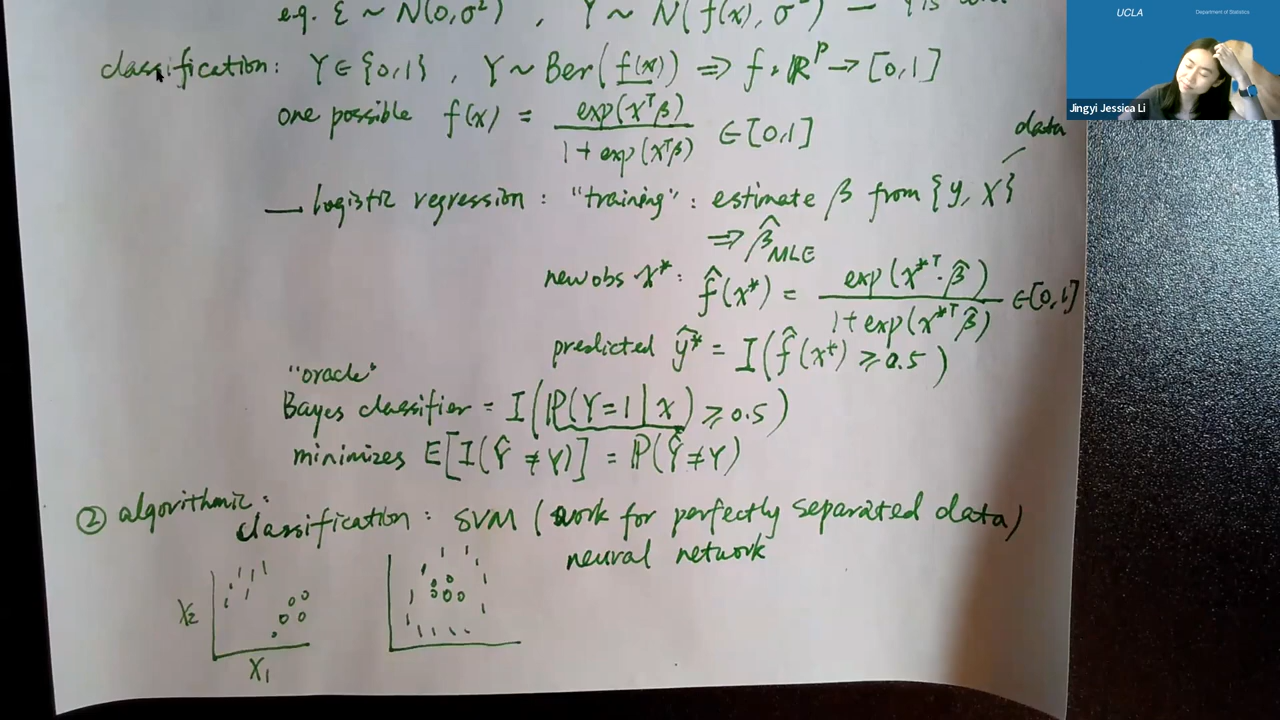 e.g. ε ~ N(0, σ²) , Y ~ N(f(x), σ²) — Y is
classification: Y ∈ {0,1} , Y ~ Ber(f(x)) ⇒ f: ℝᵖ → [0,1]
one possible f(x) = exp(xᵀβ) / 1+exp(xᵀβ) ∈ [0,1]
data
— logistic regression: "training": estimate β from {y, X}
⇒ β̂_MLE
new obs x*: f̂(x*) = exp(x*ᵀ·β̂) / 1+exp(x*ᵀβ̂) ∈ [0,1]
predicted ŷ* = I(f̂(x*) ≥ 0.5)
"oracle"
Bayes classifier = I(ℙ(Y=1|x) ≥ 0.5)
minimizes E[I(Ŷ ≠ Y)] = ℙ(Ŷ ≠ Y)
② algorithmic:
classification: SVM (work for perfectly separated data)
neural network
X₂
X₁
UCLA
Department of Statistics
Jingyi Jessica Li